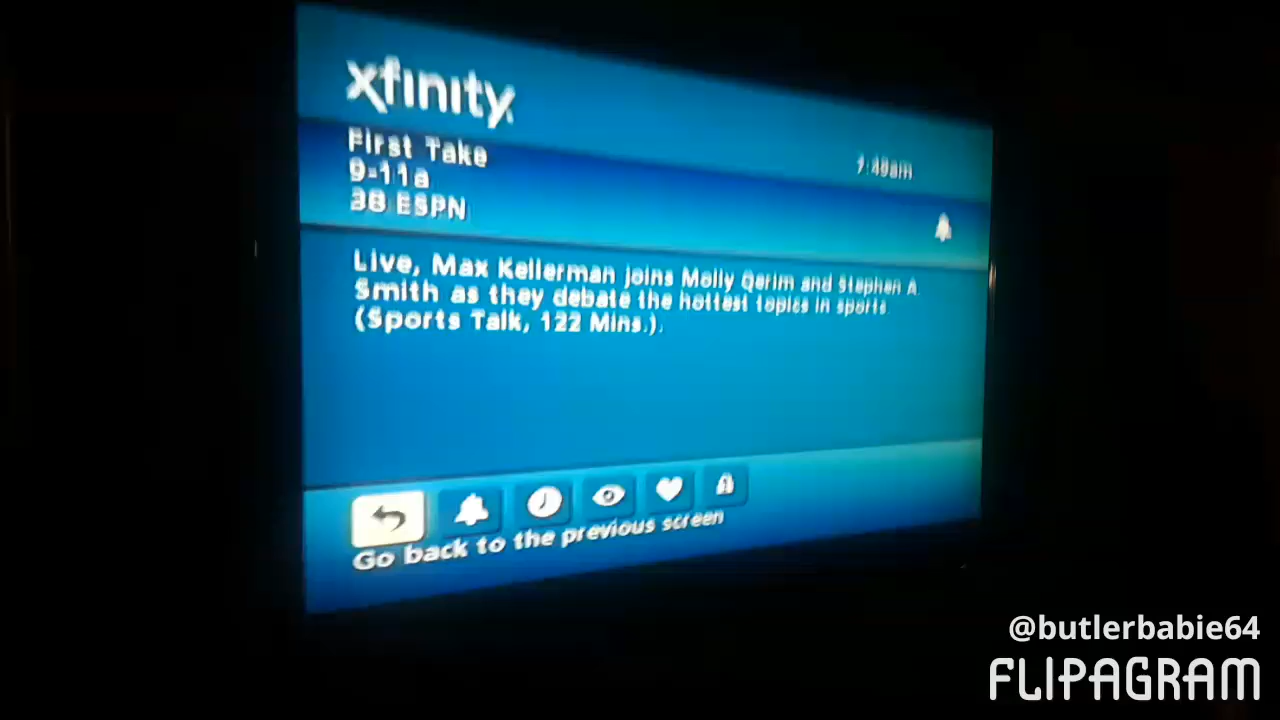 xfinity
First Take
9-11a
38 ESPN
7:49am
Live, Max Kellerman joins Molly Qerim and Stephen A.
Smith as they debate the hottest topics in sports.
(Sports Talk, 122 Mins.).
Go back to the previous screen
@butlerbabie64
FLIPAGRAM